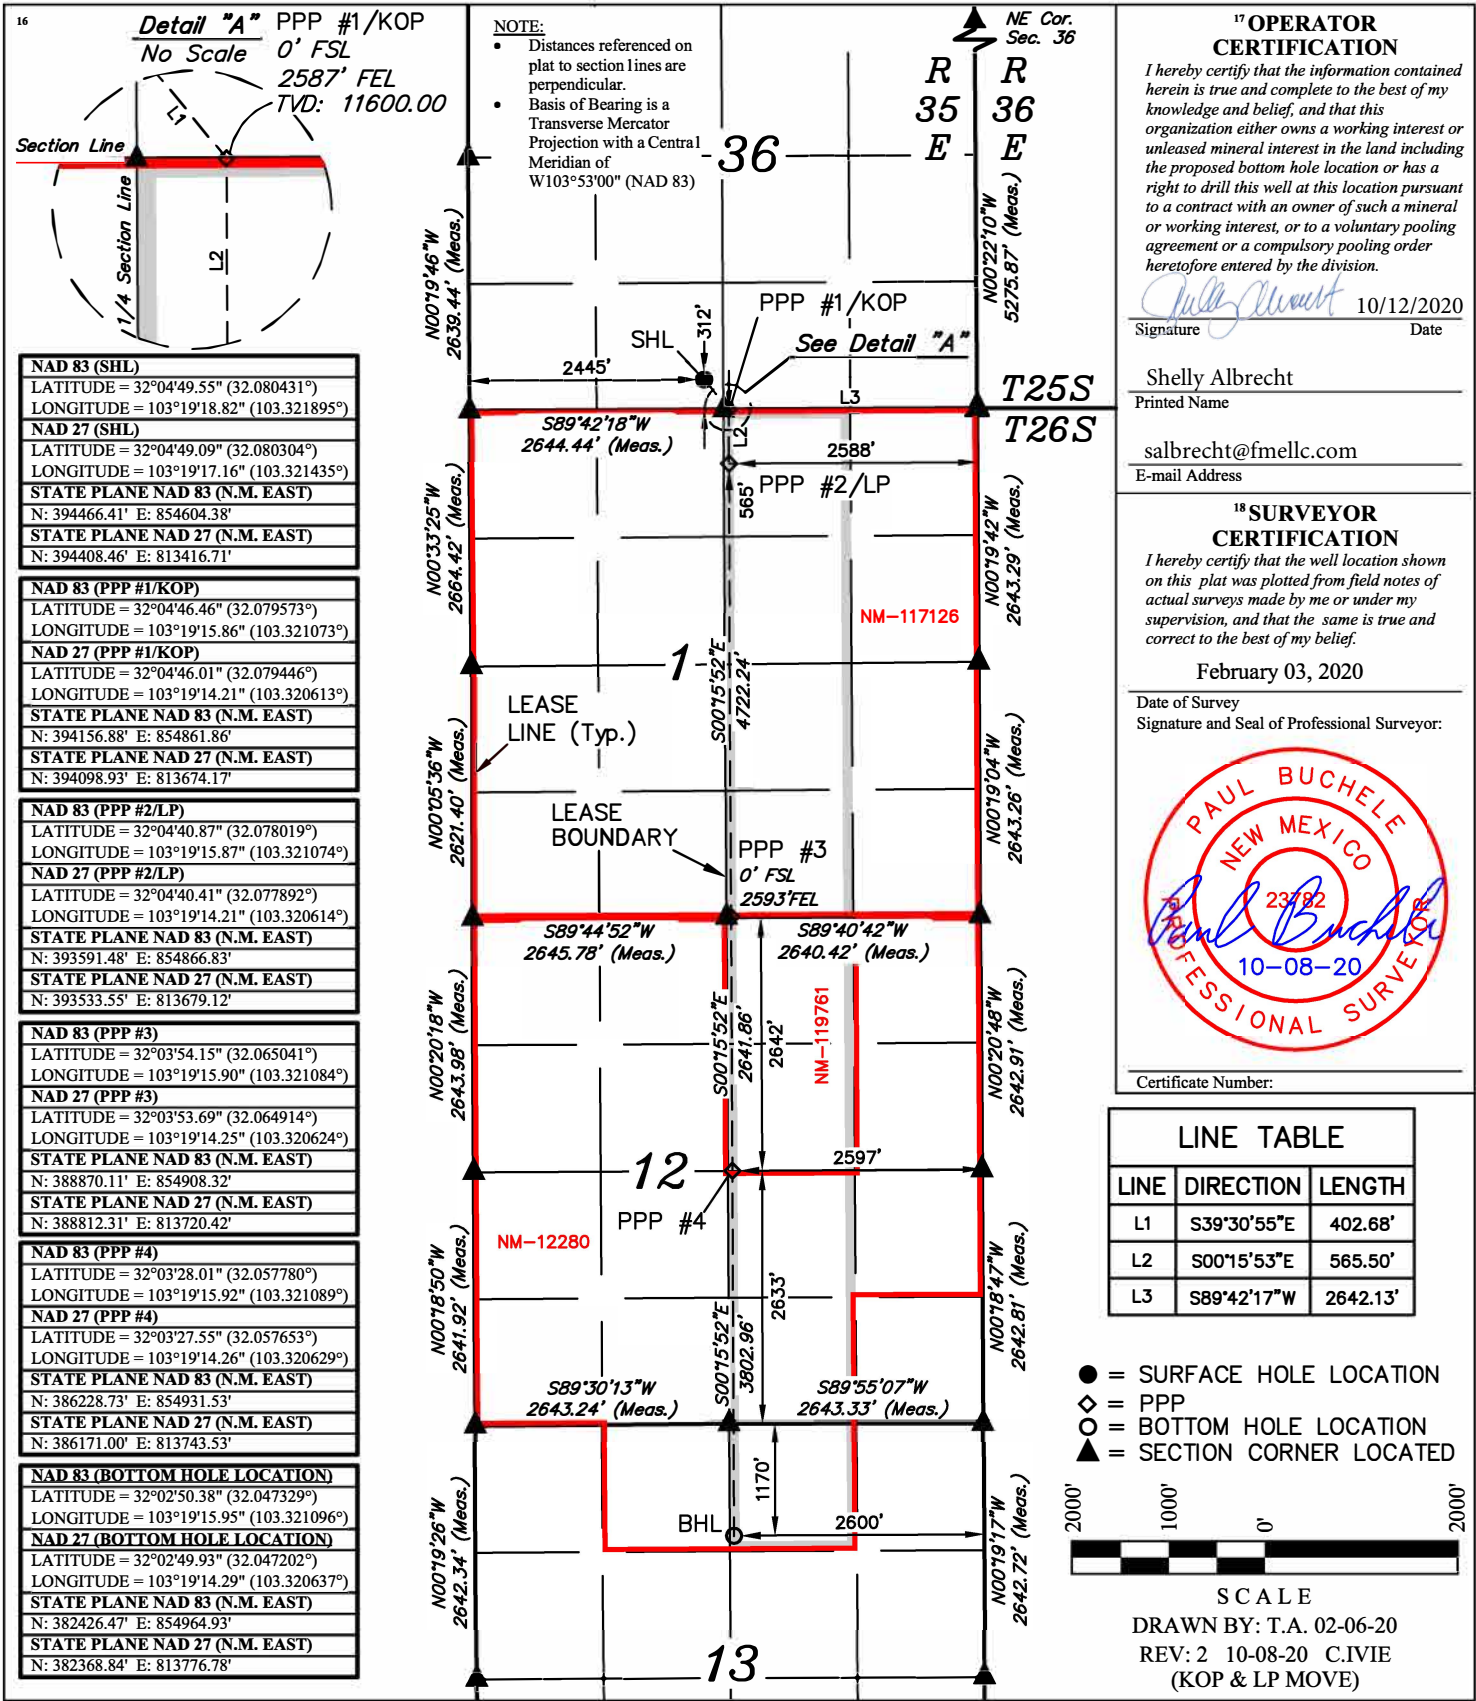 16
Detail "A"
No Scale
PPP #1/KOP
0' FSL
2587' FEL
TVD: 11600.00
L1
Section Line
1/4 Section Line
L2
NAD 83 (SHL)
LATITUDE = 32°04'49.55" (32.080431°)
LONGITUDE = 103°19'18.82" (103.321895°)
NAD 27 (SHL)
LATITUDE = 32°04'49.09" (32.080304°)
LONGITUDE = 103°19'17.16" (103.321435°)
STATE PLANE NAD 83 (N.M. EAST)
N: 394466.41' E: 854604.38'
STATE PLANE NAD 27 (N.M. EAST)
N: 394408.46' E: 813416.71'
NAD 83 (PPP #1/KOP)
LATITUDE = 32°04'46.46" (32.079573°)
LONGITUDE = 103°19'15.86" (103.321073°)
NAD 27 (PPP #1/KOP)
LATITUDE = 32°04'46.01" (32.079446°)
LONGITUDE = 103°19'14.21" (103.320613°)
STATE PLANE NAD 83 (N.M. EAST)
N: 394156.88' E: 854861.86'
STATE PLANE NAD 27 (N.M. EAST)
N: 394098.93' E: 813674.17'
NAD 83 (PPP #2/LP)
LATITUDE = 32°04'40.87" (32.078019°)
LONGITUDE = 103°19'15.87" (103.321074°)
NAD 27 (PPP #2/LP)
LATITUDE = 32°04'40.41" (32.077892°)
LONGITUDE = 103°19'14.21" (103.320614°)
STATE PLANE NAD 83 (N.M. EAST)
N: 393591.48' E: 854866.83'
STATE PLANE NAD 27 (N.M. EAST)
N: 393533.55' E: 813679.12'
NAD 83 (PPP #3)
LATITUDE = 32°03'54.15" (32.065041°)
LONGITUDE = 103°19'15.90" (103.321084°)
NAD 27 (PPP #3)
LATITUDE = 32°03'53.69" (32.064914°)
LONGITUDE = 103°19'14.25" (103.320624°)
STATE PLANE NAD 83 (N.M. EAST)
N: 388870.11' E: 854908.32'
STATE PLANE NAD 27 (N.M. EAST)
N: 388812.31' E: 813720.42'
NAD 83 (PPP #4)
LATITUDE = 32°03'28.01" (32.057780°)
LONGITUDE = 103°19'15.92" (103.321089°)
NAD 27 (PPP #4)
LATITUDE = 32°03'27.55" (32.057653°)
LONGITUDE = 103°19'14.26" (103.320629°)
STATE PLANE NAD 83 (N.M. EAST)
N: 386228.73' E: 854931.53'
STATE PLANE NAD 27 (N.M. EAST)
N: 386171.00' E: 813743.53'
NAD 83 (BOTTOM HOLE LOCATION)
LATITUDE = 32°02'50.38" (32.047329°)
LONGITUDE = 103°19'15.95" (103.321096°)
NAD 27 (BOTTOM HOLE LOCATION)
LATITUDE = 32°02'49.93" (32.047202°)
LONGITUDE = 103°19'14.29" (103.320637°)
STATE PLANE NAD 83 (N.M. EAST)
N: 382426.47' E: 854964.93'
STATE PLANE NAD 27 (N.M. EAST)
N: 382368.84' E: 813776.78'
NOTE:
• Distances referenced on
plat to section lines are
perpendicular.
• Basis of Bearing is a
Transverse Mercator
Projection with a Central
Meridian of
W103°53'00" (NAD 83)
NE Cor.
Sec. 36
R R
35 36
E E
36
N00°19'46"W
2639.44' (Meas.)
N00°22'10"W
5275.87' (Meas.)
PPP #1/KOP
312'
SHL
See Detail "A"
2445'
L3
T25S
T26S
S89°42'18"W
2644.44' (Meas.)
L2
2588'
PPP #2/LP
565'
N00°33'25"W
2664.42' (Meas.)
N00°19'42"W
2643.29' (Meas.)
NM-117126
1
S00°15'52"E
4722.24'
LEASE
LINE (Typ.)
N00°05'36"W
2621.40' (Meas.)
N00°19'04"W
2643.26' (Meas.)
LEASE
BOUNDARY
PPP #3
0' FSL
2593'FEL
S89°44'52"W
2645.78' (Meas.)
S89°40'42"W
2640.42' (Meas.)
N00°20'18"W
2643.98' (Meas.)
S00°15'52"E
2641.86'
2642'
NM-119761
N00°20'48"W
2642.91' (Meas.)
12
2597'
PPP #4
NM-12280
N00°18'50"W
2641.92' (Meas.)
2633'
S00°15'52"E
3802.96'
N00°18'47"W
2642.81' (Meas.)
S89°30'13"W
2643.24' (Meas.)
S89°55'07"W
2643.33' (Meas.)
1170'
BHL
2600'
N00°19'26"W
2642.34' (Meas.)
N00°19'17"W
2642.72' (Meas.)
13
17 OPERATOR
CERTIFICATION
I hereby certify that the information contained
herein is true and complete to the best of my
knowledge and belief, and that this
organization either owns a working interest or
unleased mineral interest in the land including
the proposed bottom hole location or has a
right to drill this well at this location pursuant
to a contract with an owner of such a mineral
or working interest, or to a voluntary pooling
agreement or a compulsory pooling order
heretofore entered by the division.
10/12/2020
Signature Date
Shelly Albrecht
Printed Name
salbrecht@fmellc.com
E-mail Address
18 SURVEYOR
CERTIFICATION
I hereby certify that the well location shown
on this plat was plotted from field notes of
actual surveys made by me or under my
supervision, and that the same is true and
correct to the best of my belief.
February 03, 2020
Date of Survey
Signature and Seal of Professional Surveyor:
PAUL BUCHELE
NEW MEXICO
23782
Paul Buchele
10-08-20
PROFESSIONAL SURVEYOR
Certificate Number:
LINE TABLE
LINE DIRECTION LENGTH
L1 S39°30'55"E 402.68'
L2 S00°15'53"E 565.50'
L3 S89°42'17"W 2642.13'
= SURFACE HOLE LOCATION
= PPP
= BOTTOM HOLE LOCATION
= SECTION CORNER LOCATED
2000' 1000' 0' 2000'
SCALE
DRAWN BY: T.A. 02-06-20
REV: 2 10-08-20 C.IVIE
(KOP & LP MOVE)